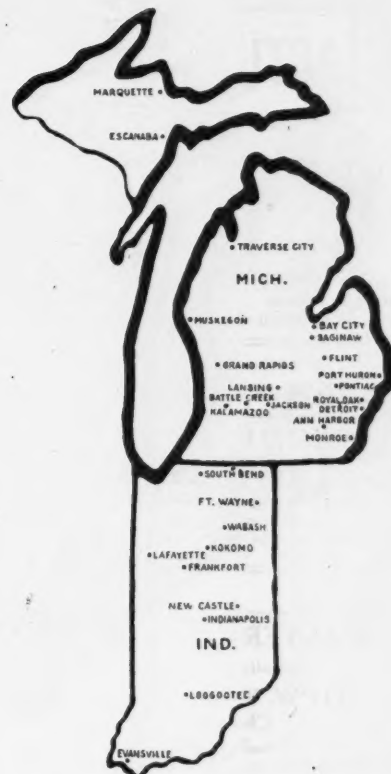 MARQUETTE
ESCANABA
TRAVERSE CITY
MICH.
MUSKEGON
BAY CITY
SAGINAW
FLINT
GRAND RAPIDS
PORT HURON
LANSING
PONTIAC
BATTLE CREEK
ROYAL OAK
JACKSON
KALAMAZOO
DETROIT
ANN HARBOR
MONROE
SOUTH BEND
FT. WAYNE
WABASH
KOKOMO
LAFAYETTE
FRANKFORT
NEW CASTLE
INDIANAPOLIS
IND.
LOOGOOTEE
EVANSVILLE